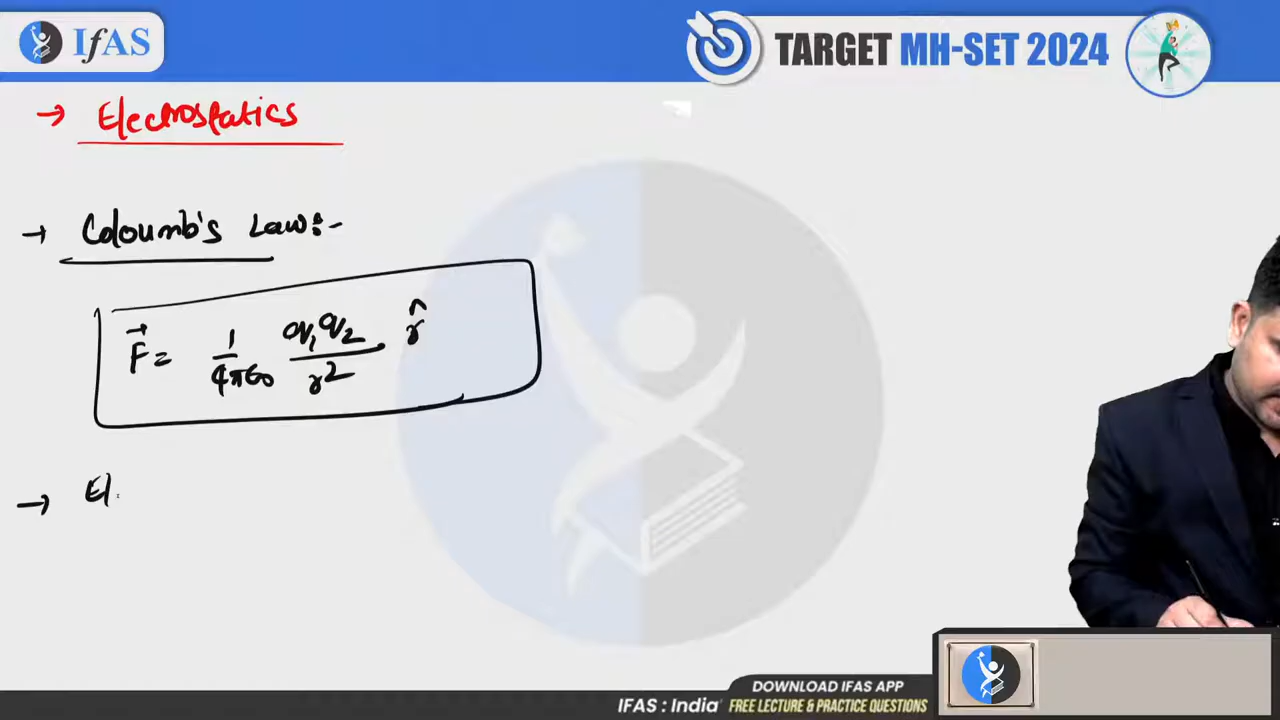 IfAS
TARGET MH-SET 2024
→ Electrostatics
→ Coloumb's Law:-
F⃗ = 1/4πε₀ q₁q₂/r² r̂
→ El
DOWNLOAD IFAS APP
IFAS : India FREE LECTURE & PRACTICE QUESTIONS